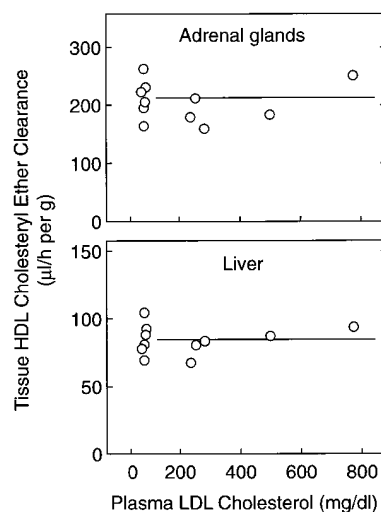 Adrenal glands
300
200
100
0
Tissue HDL Cholesteryl Ether Clearance
(µl/h per g)
Liver
150
100
50
0
0 200 400 600 800
Plasma LDL Cholesterol (mg/dl)